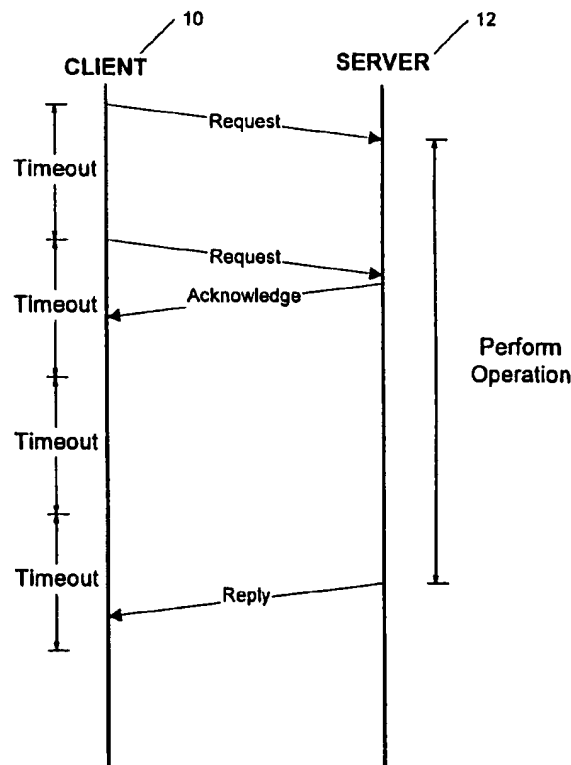 10
12
CLIENT
SERVER
Request
Timeout
Request
Acknowledge
Timeout
Perform
Operation
Timeout
Timeout
Reply